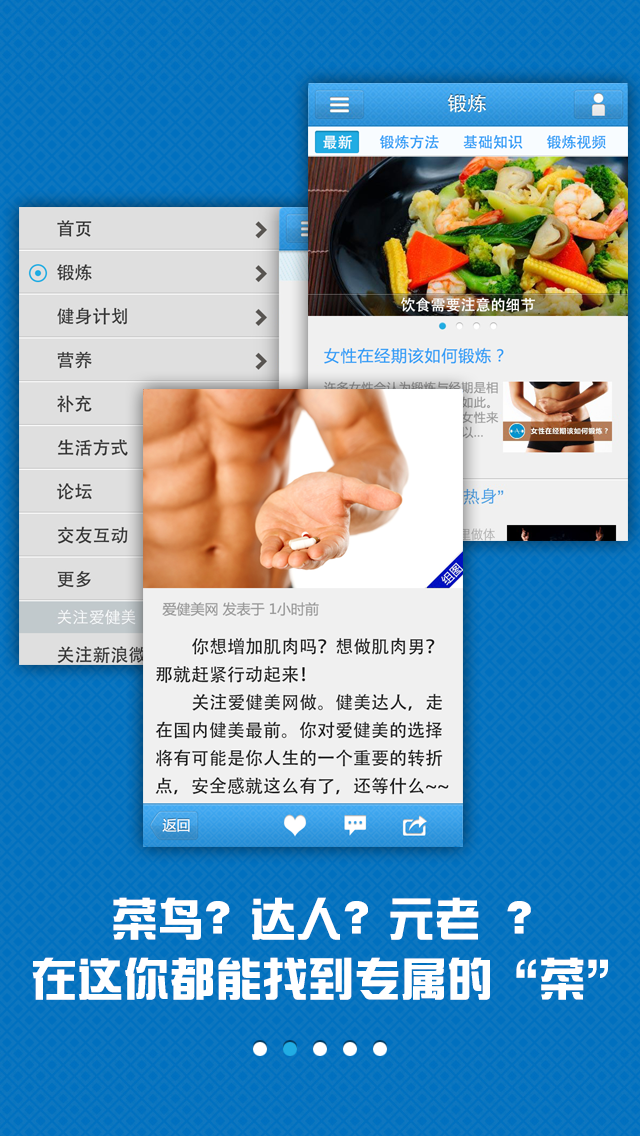 锻炼
最新
锻炼方法
基础知识
锻炼视频
饮食需要注意的细节
女性在经期该如何锻炼？
许多女性会认为锻炼与经期是相
如此。
女性来
以...
女性在经期该如何锻炼？
热身”
里做体
首页
锻炼
健身计划
营养
补充
生活方式
论坛
交友互动
更多
关注爱健美
关注新浪微
组图
爱健美网 发表于 1小时前
你想增加肌肉吗？想做肌肉男？
那就赶紧行动起来！
关注爱健美网做。健美达人，走
在国内健美最前。你对爱健美的选择
将有可能是你人生的一个重要的转折
点，安全感就这么有了，还等什么~~
返回
菜鸟？达人？元老 ？
在这你都能找到专属的“菜”